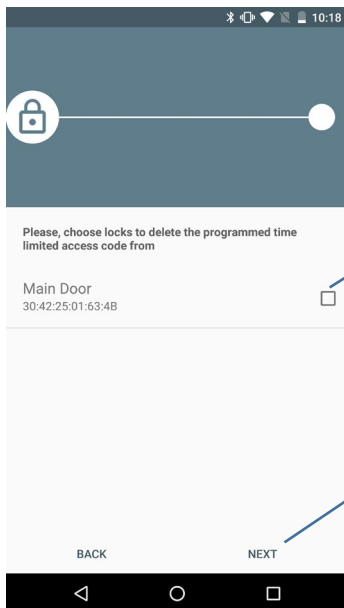 10:18
Please, choose locks to delete the programmed time
limited access code from
Main Door
30:42:25:01:63:4B
BACK NEXT